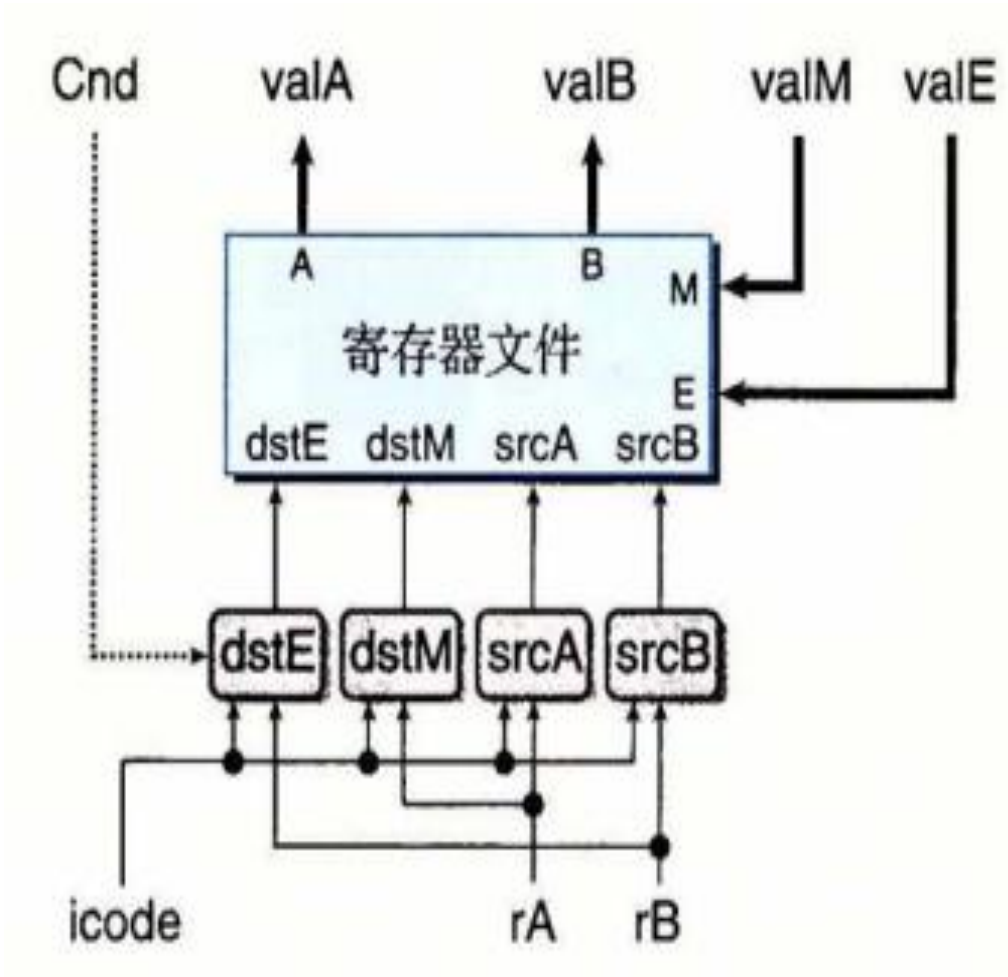 Cnd valA valB valM valE
A B
M
寄存器文件
E
dstE dstM srcA srcB
dstE dstM srcA srcB
icode rA rB